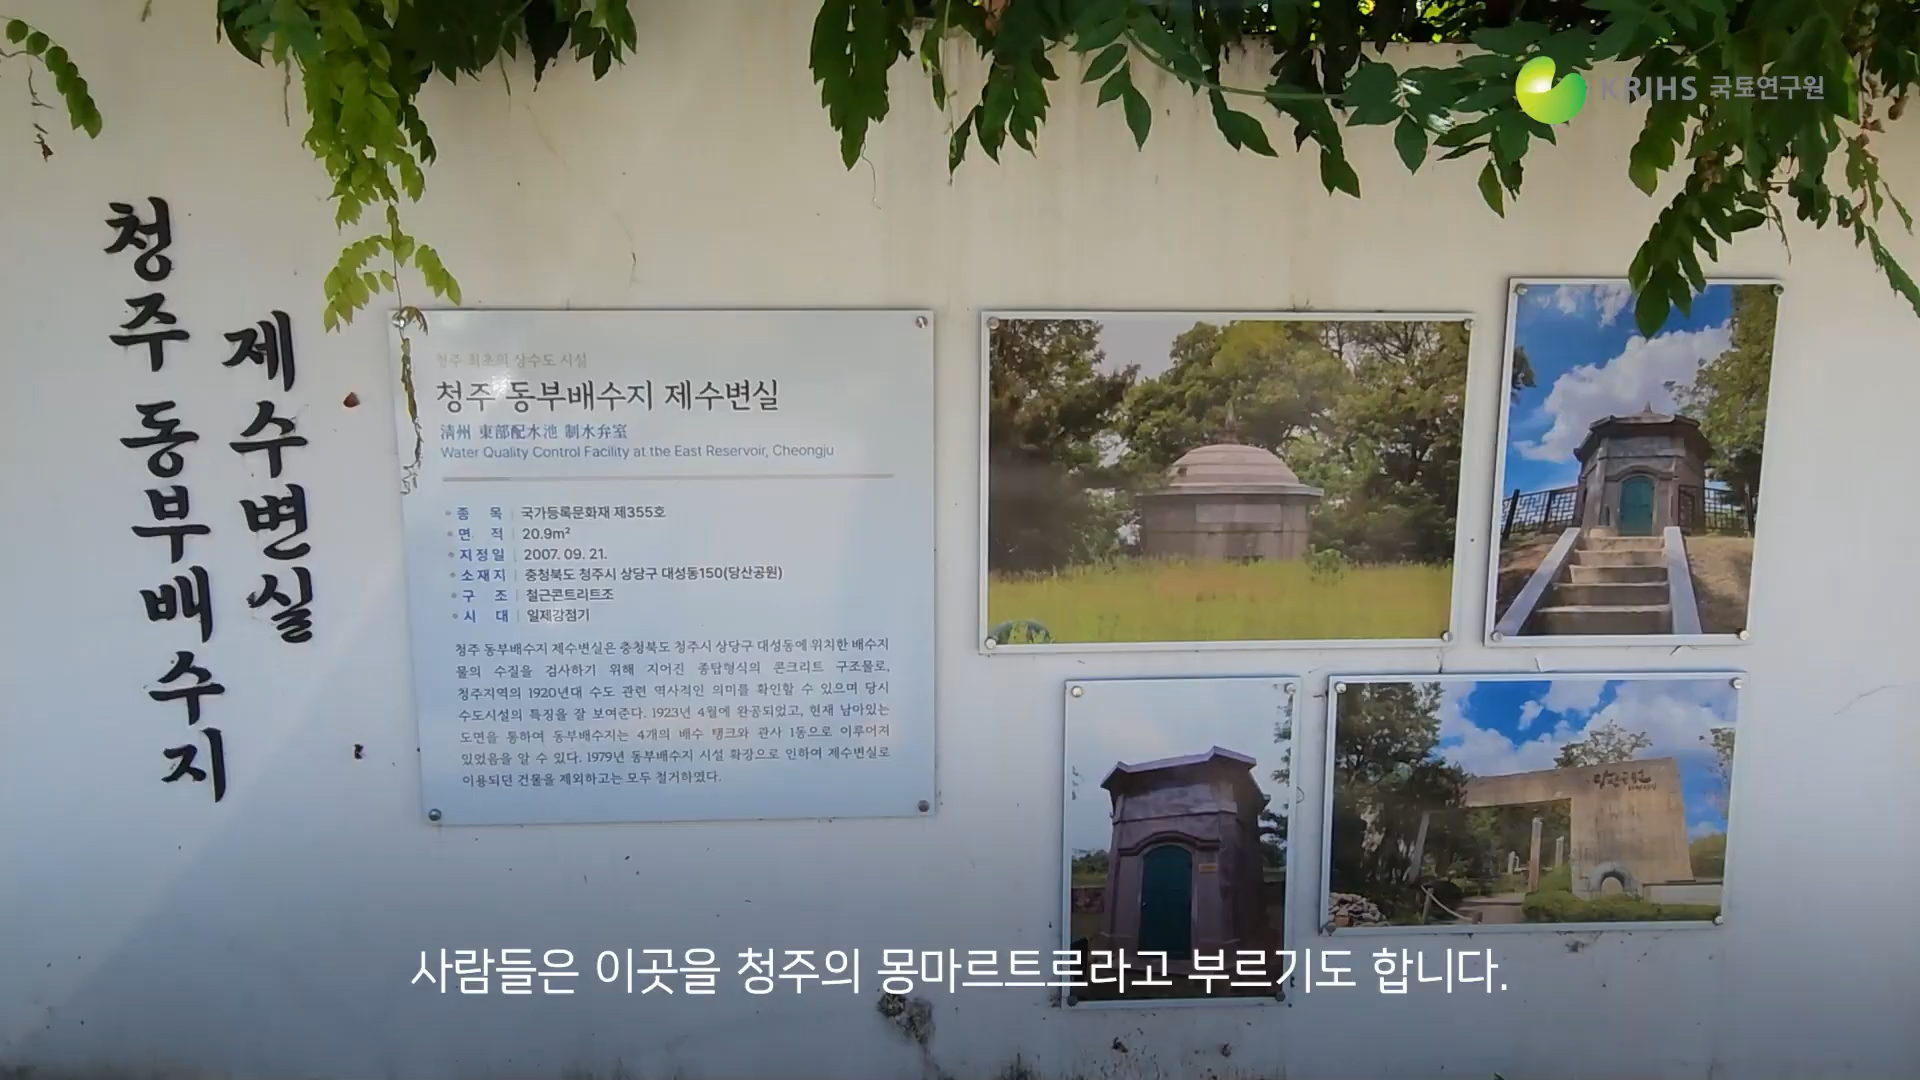 KRIHS 국토연구원
청주 동부배수지
제수변실
청주 최초의 상수도 시설
청주 동부배수지 제수변실
淸州 東部配水池 制水弁室
Water Quality Control Facility at the East Reservoir, Cheongju
종 목 | 국가등록문화재 제355호
면 적 | 20.9m²
지정일 | 2007. 09. 21.
소재지 | 충청북도 청주시 상당구 대성동150(당산공원)
구 조 | 철근콘트리트조
시 대 | 일제강점기
청주 동부배수지 제수변실은 충청북도 청주시 상당구 대성동에 위치한 배수지
물의 수질을 검사하기 위해 지어진 종탑형식의 콘크리트 구조물로,
청주지역의 1920년대 수도 관련 역사적인 의미를 확인할 수 있으며 당시
수도시설의 특징을 잘 보여준다. 1923년 4월에 완공되었고, 현재 남아있는
도면을 통하여 동부배수지는 4개의 배수 탱크와 관사 1동으로 이루어져
있었음을 알 수 있다. 1979년 동부배수지 시설 확장으로 인하여 제수변실로
이용되던 건물을 제외하고는 모두 철거하였다.
당산공원
사람들은 이곳을 청주의 몽마르트르라고 부르기도 합니다.